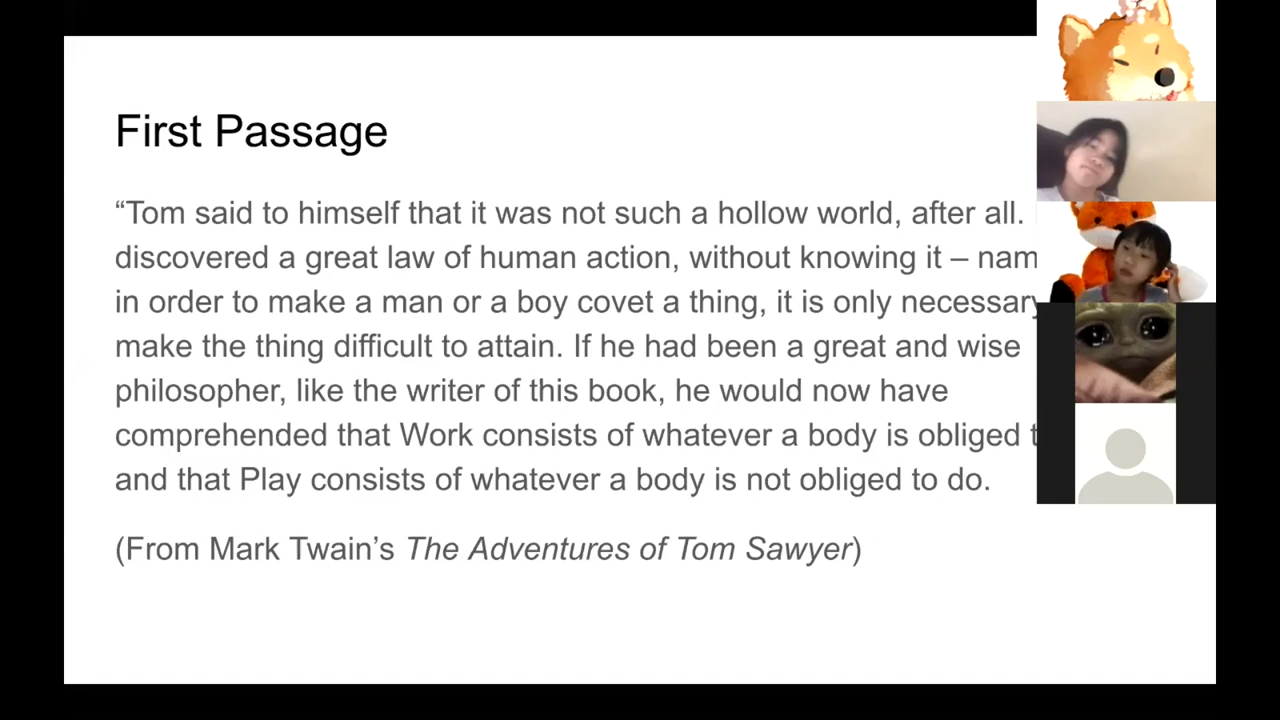 First Passage
“Tom said to himself that it was not such a hollow world, after all.
discovered a great law of human action, without knowing it – nam
in order to make a man or a boy covet a thing, it is only necessary
make the thing difficult to attain. If he had been a great and wise
philosopher, like the writer of this book, he would now have
comprehended that Work consists of whatever a body is obliged t
and that Play consists of whatever a body is not obliged to do.
(From Mark Twain’s The Adventures of Tom Sawyer)